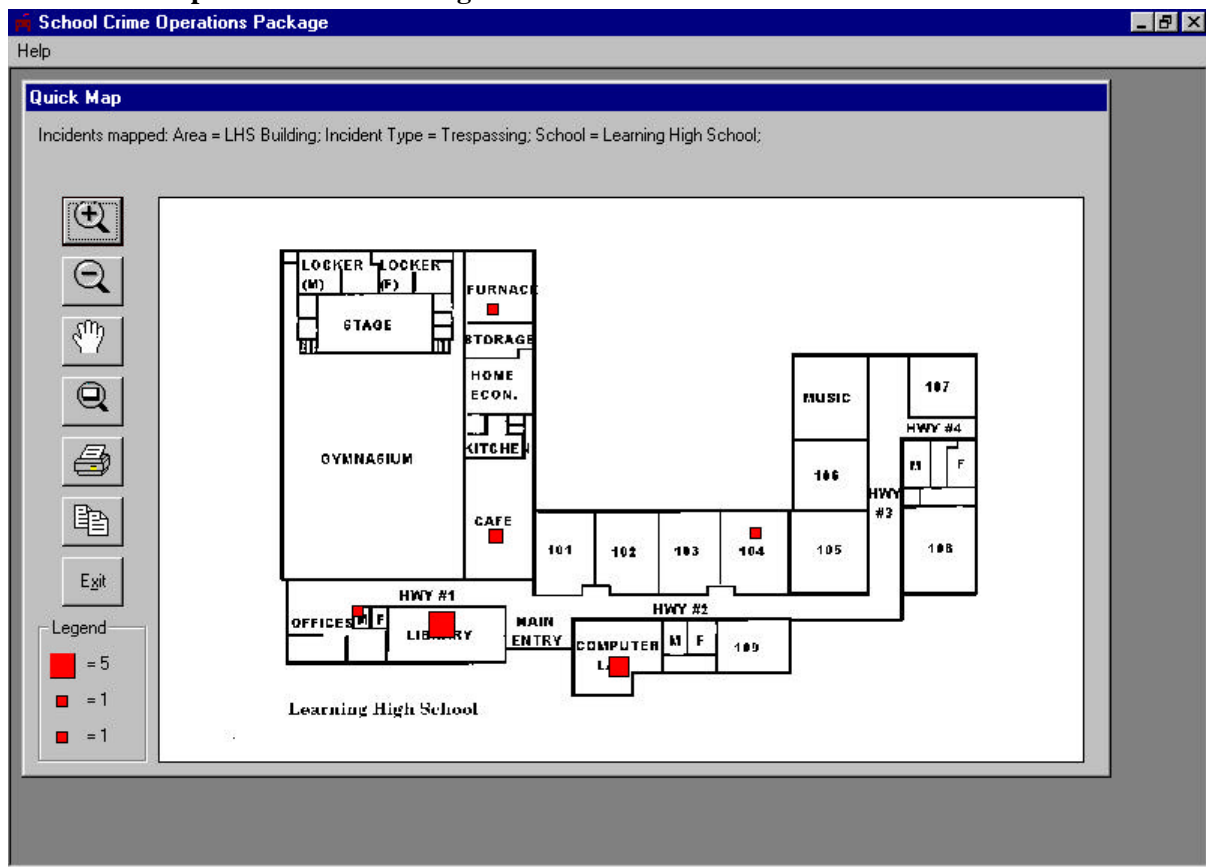 School Crime Operations Package
Help
Quick Map
Incidents mapped: Area = LHS Building; Incident Type = Trespassing; School = Learning High School;
LOCKER LOCKER
(M) (F)
FURNACE
STAGE
STORAGE
HOME
ECON.
MUSIC
107
HWY #4
KITCHEN
GYMNASIUM
106
M F
HWY
#3
CAFE
101 102 103 104 105 108
Exit
HWY #1
HWY #2
OFFICES M F
LIBRARY
MAIN
ENTRY
COMPUTER
M F
109
Legend
= 5
= 1
= 1
Learning High School